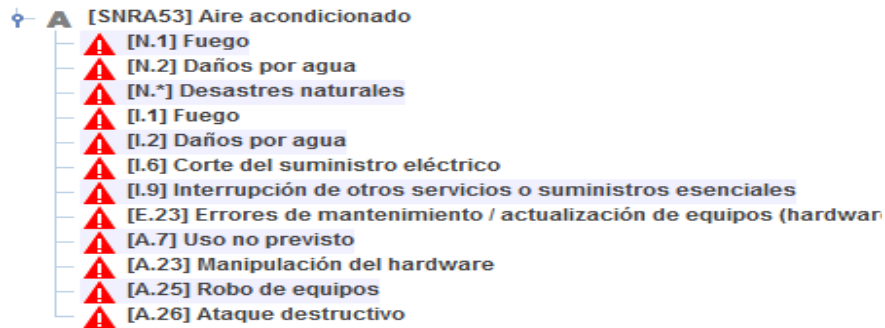 [SNRA53] Aire acondicionado
[N.1] Fuego
[N.2] Daños por agua
[N.*] Desastres naturales
[I.1] Fuego
[I.2] Daños por agua
[I.6] Corte del suministro eléctrico
[I.9] Interrupción de otros servicios o suministros esenciales
[E.23] Errores de mantenimiento / actualización de equipos (hardware
[A.7] Uso no previsto
[A.23] Manipulación del hardware
[A.25] Robo de equipos
[A.26] Ataque destructivo